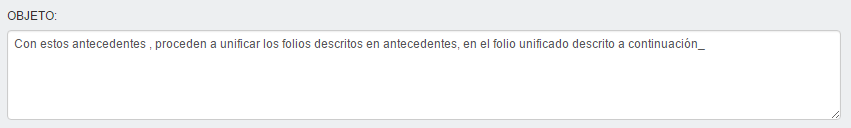 OBJETO:
Con estos antecedentes , proceden a unificar los folios descritos en antecedentes, en el folio unificado descrito a continuación_